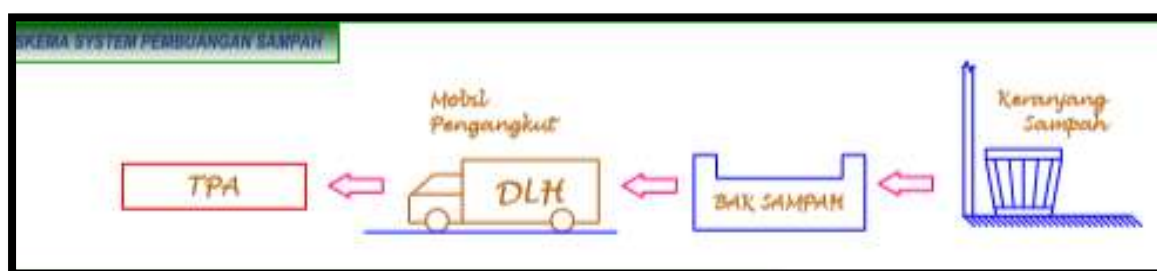 SKEMA SYSTEM PEMBUANGAN SAMPAH
Mobil
Pengangkut
Keranjang
Sampah
TPA
DLH
BAK SAMPAH